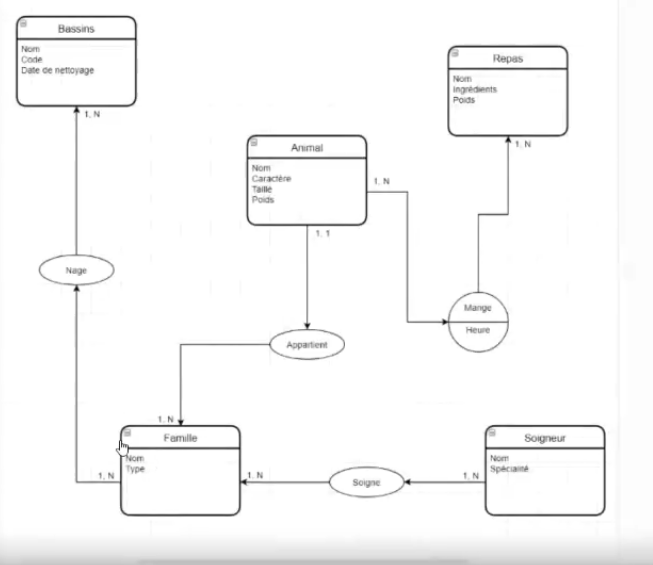 Bassins
Nom
Code
Date de nettoyage
1. N
Repas
Nom
Ingrédients
Poids
1. N
Animal
Nom
Caractère
Taille
Poids
1. N
1. 1
Nage
Mange
Heure
Appartient
1. N
Famille
Nom
Type
1. N
1. N
Soigne
1. N
Soigneur
Nom
Spécialité